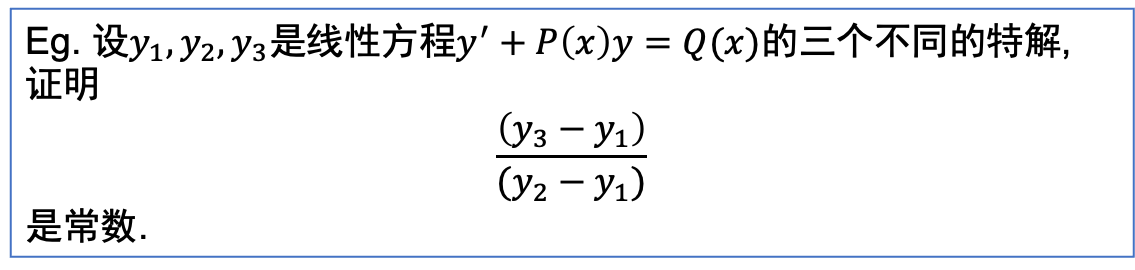 Eg. 设y₁, y₂, y₃是线性方程y′ + P(x)y = Q(x)的三个不同的特解,
证明
(y₃ − y₁)
(y₂ − y₁)
是常数.